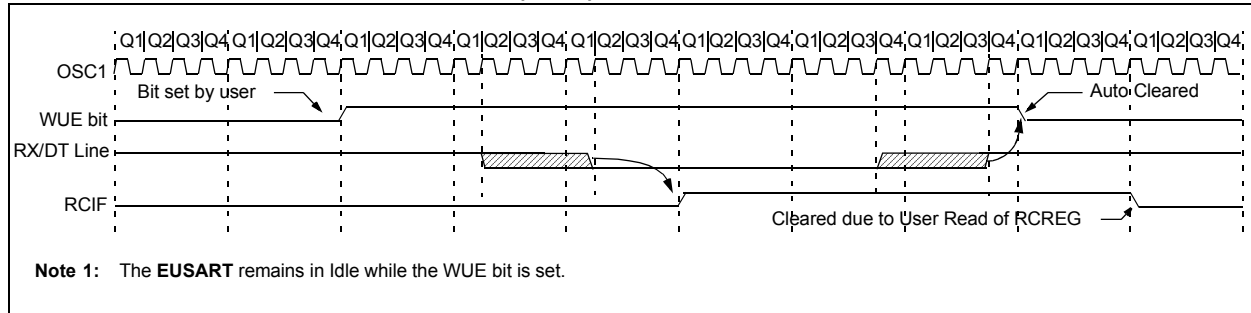 Q1 Q2 Q3 Q4 Q1 Q2 Q3 Q4 Q1 Q2 Q3 Q4 Q1 Q2 Q3 Q4 Q1 Q2 Q3 Q4 Q1 Q2 Q3 Q4 Q1 Q2 Q3 Q4 Q1 Q2 Q3 Q4 Q1 Q2 Q3 Q4 Q1 Q2 Q3 Q4
OSC1
Bit set by user
Auto Cleared
WUE bit
RX/DT Line
RCIF
Cleared due to User Read of RCREG
Note 1: The EUSART remains in Idle while the WUE bit is set.